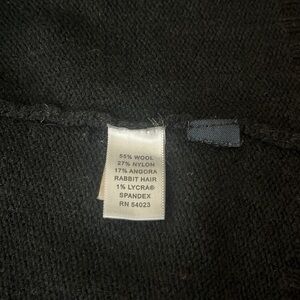 55% WOOL
27% NYLON
17% ANGORA
RABBIT HAIR
1% LYCRA®
SPANDEX
RN 54023